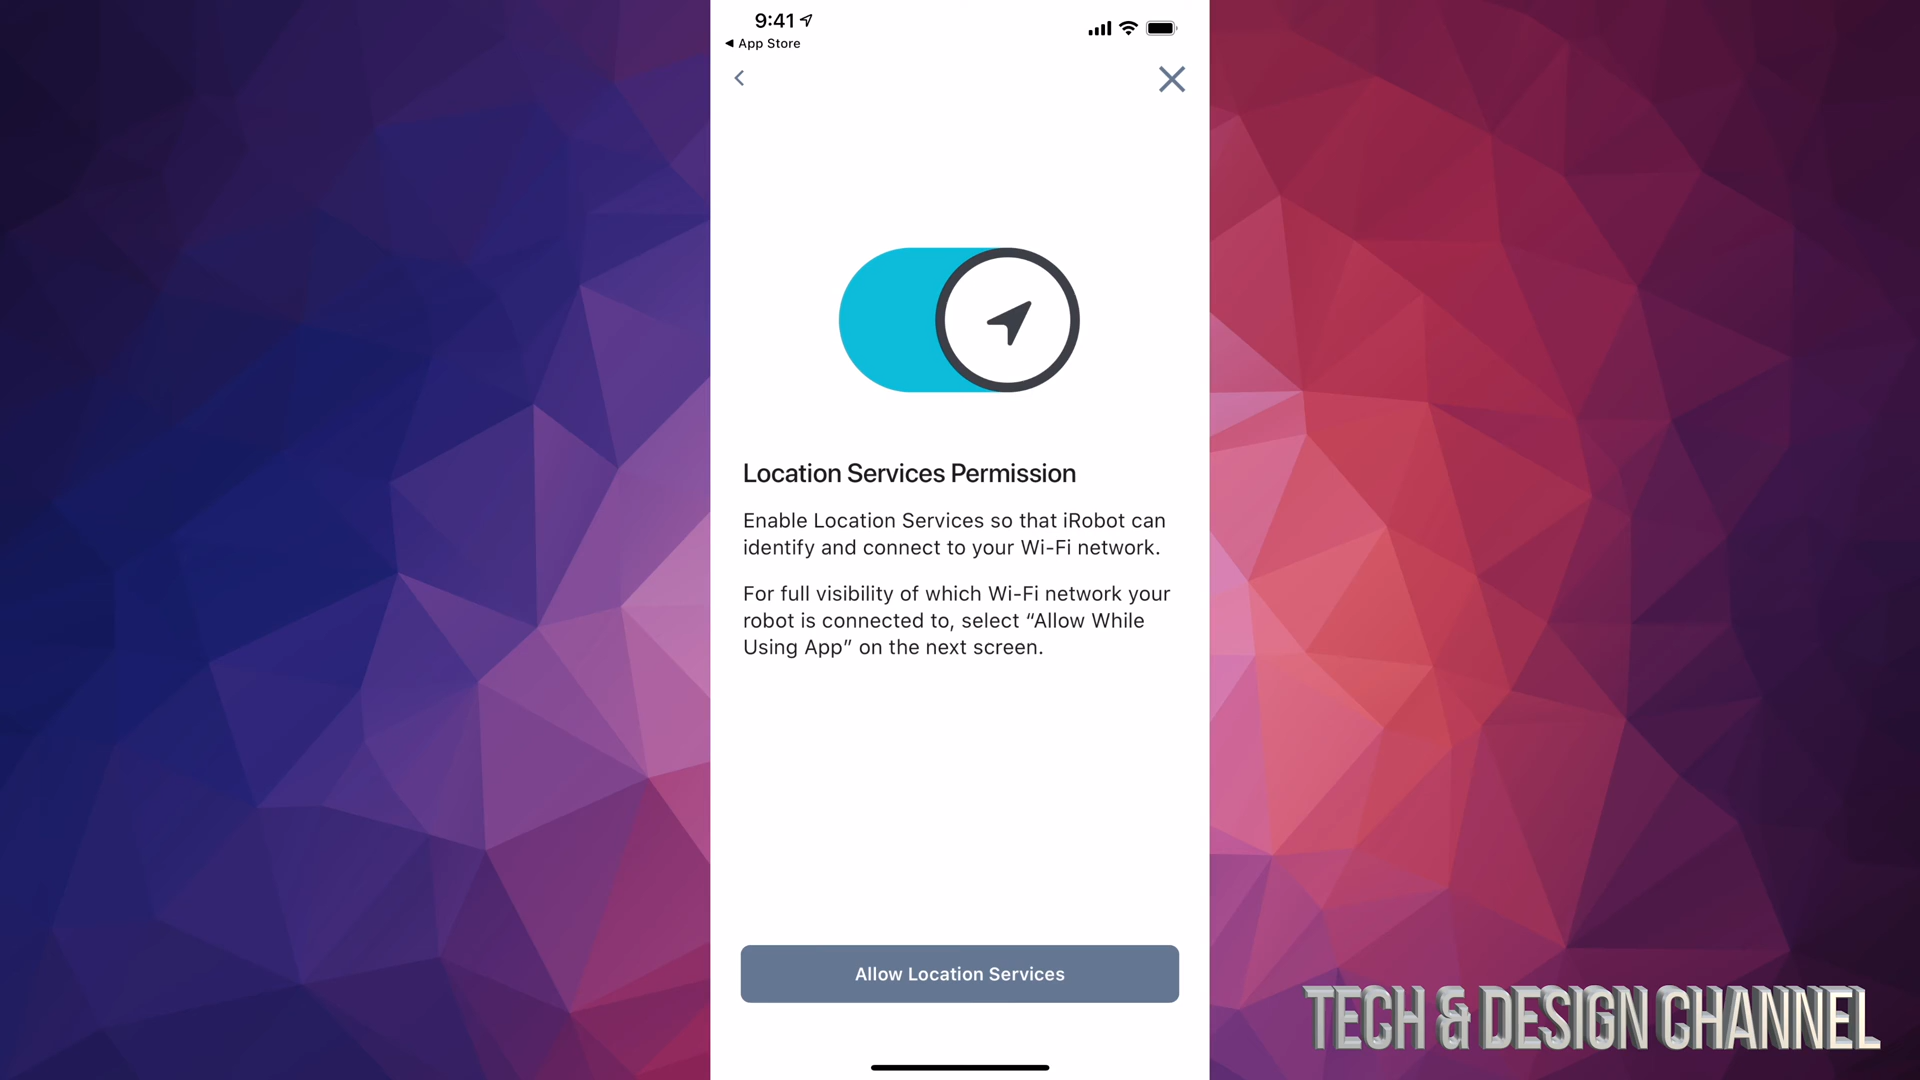 9:41
App Store
Location Services Permission
Enable Location Services so that iRobot can
identify and connect to your Wi-Fi network.
For full visibility of which Wi-Fi network your
robot is connected to, select “Allow While
Using App” on the next screen.
Allow Location Services
TECH & DESIGN CHANNEL